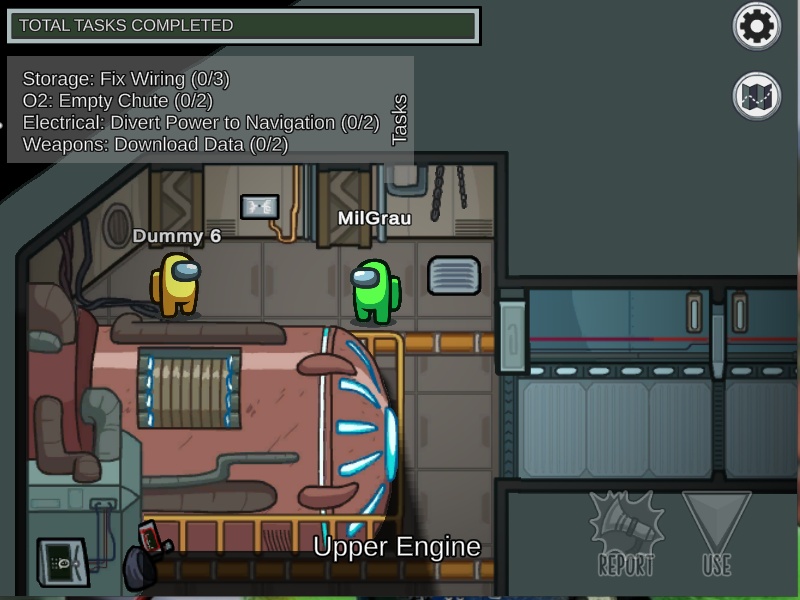 TOTAL TASKS COMPLETED
Storage: Fix Wiring (0/3)
O2: Empty Chute (0/2)
Electrical: Divert Power to Navigation (0/2)
Weapons: Download Data (0/2)
Tasks
MilGrau
Dummy 6
Upper Engine
REPORT
USE